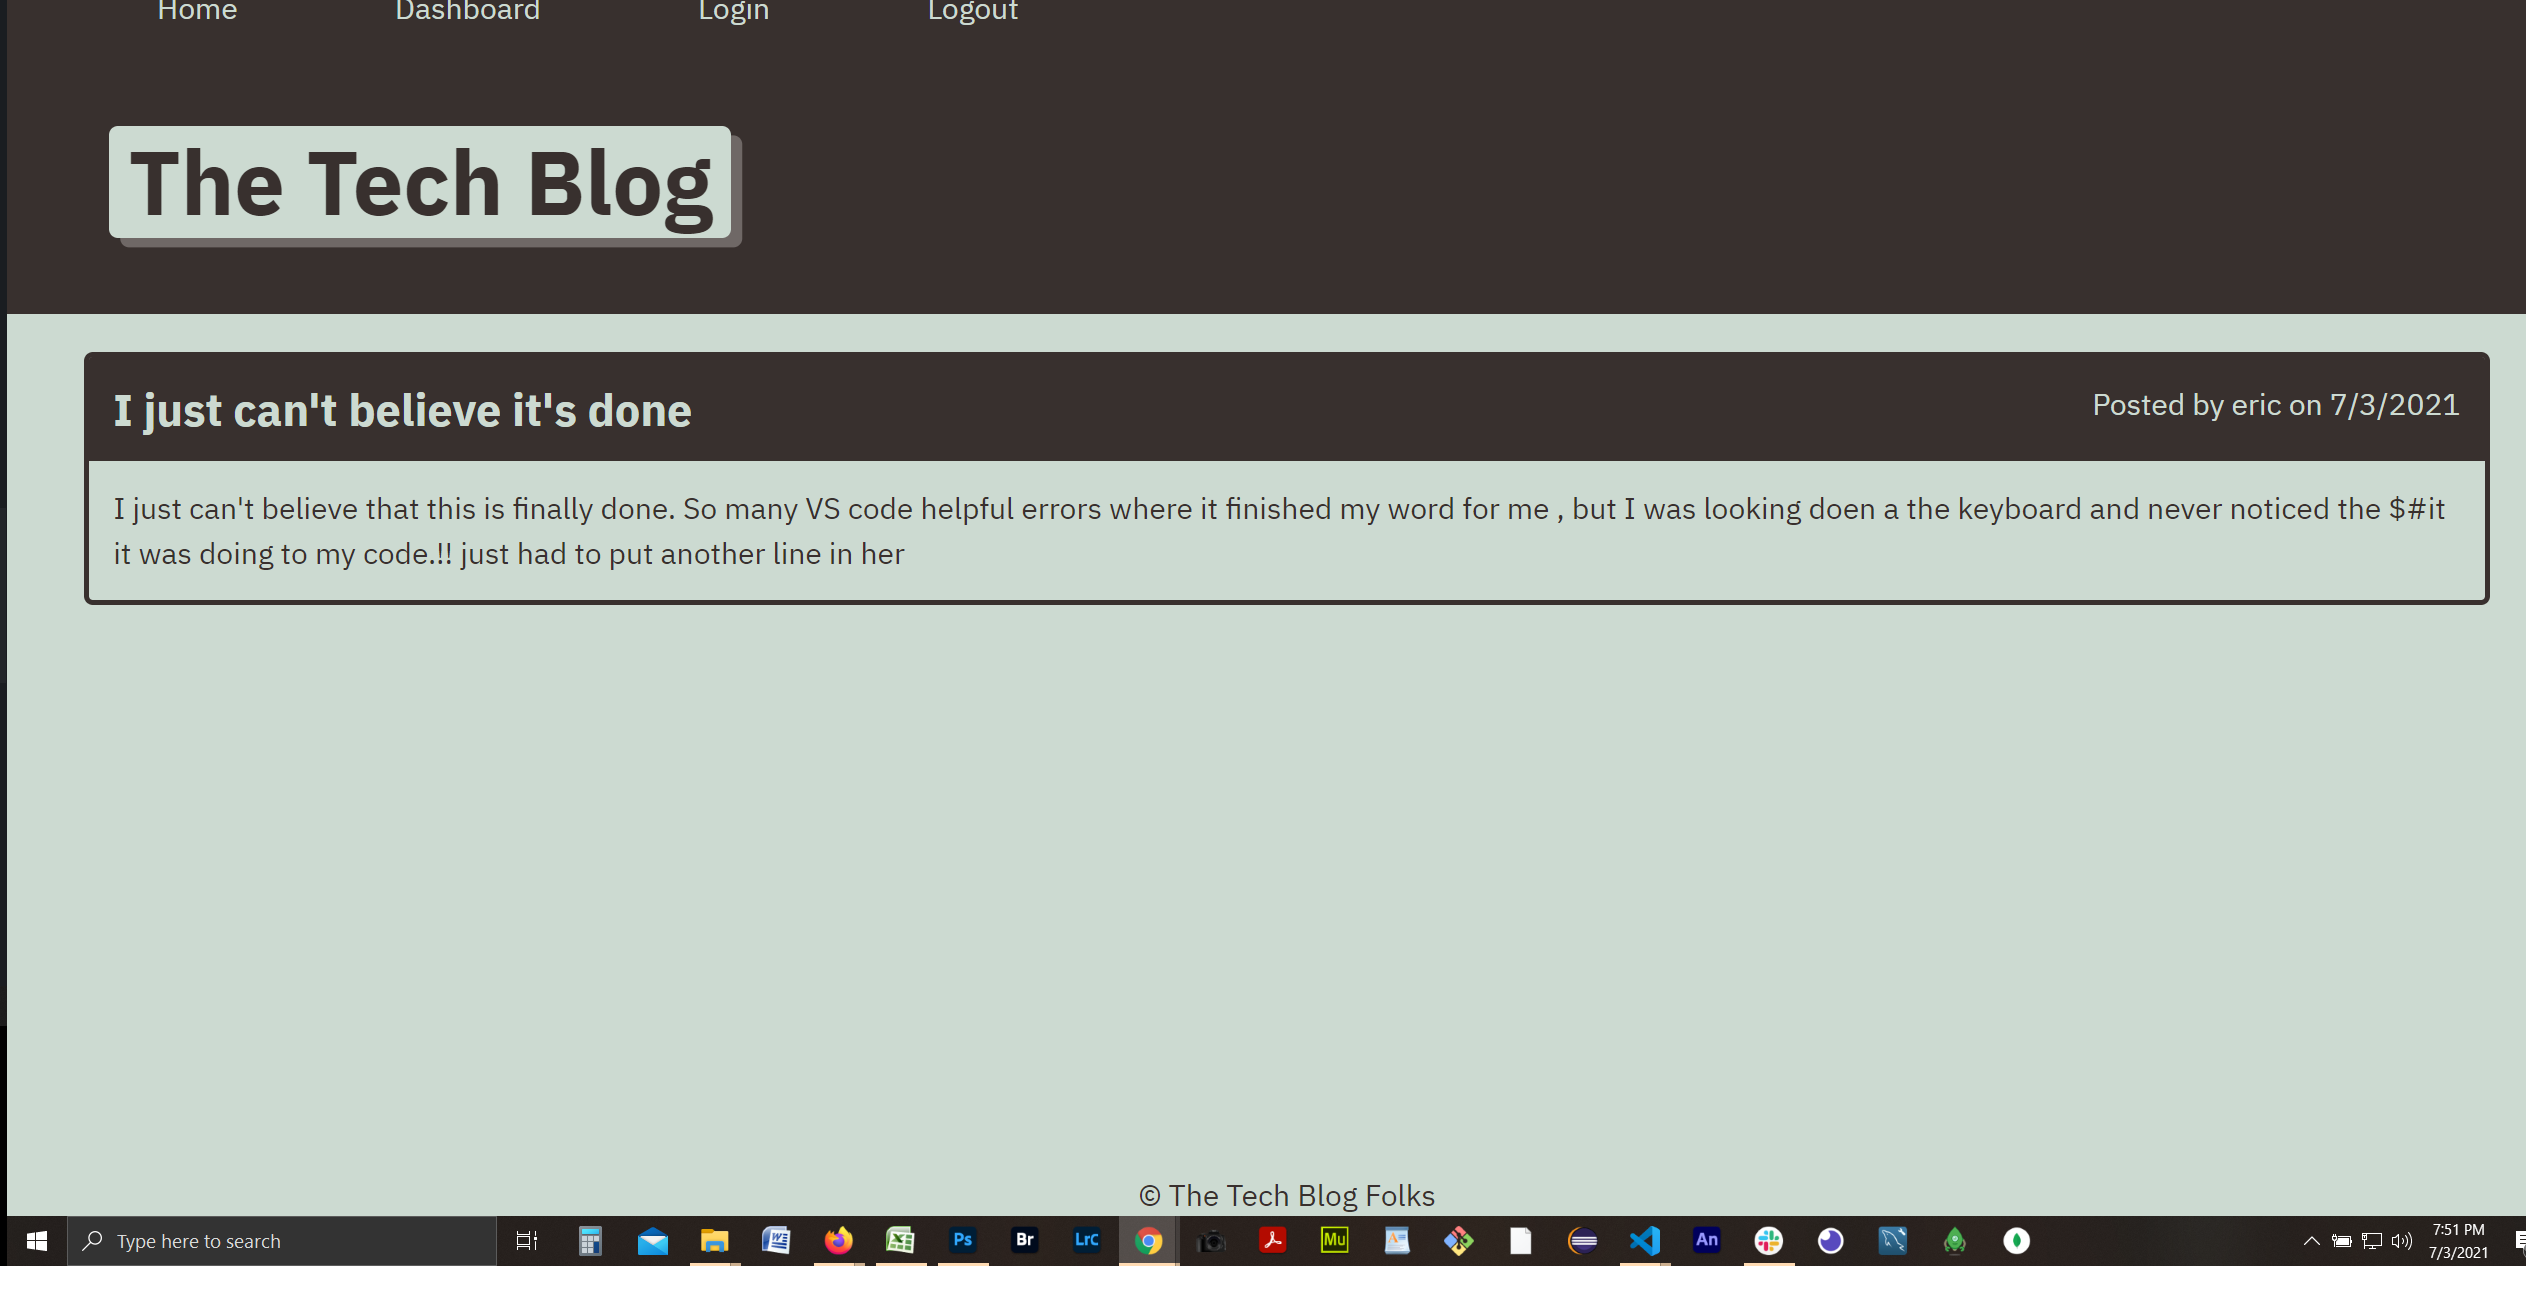 Home Dashboard Login Logout
The Tech Blog
I just can't believe it's done
Posted by eric on 7/3/2021
I just can't believe that this is finally done. So many VS code helpful errors where it finished my word for me , but I was looking doen a the keyboard and never noticed the $#it
it was doing to my code.!! just had to put another line in her
© The Tech Blog Folks
Type here to search
Ps Br LrC Mu An
7:51 PM
7/3/2021